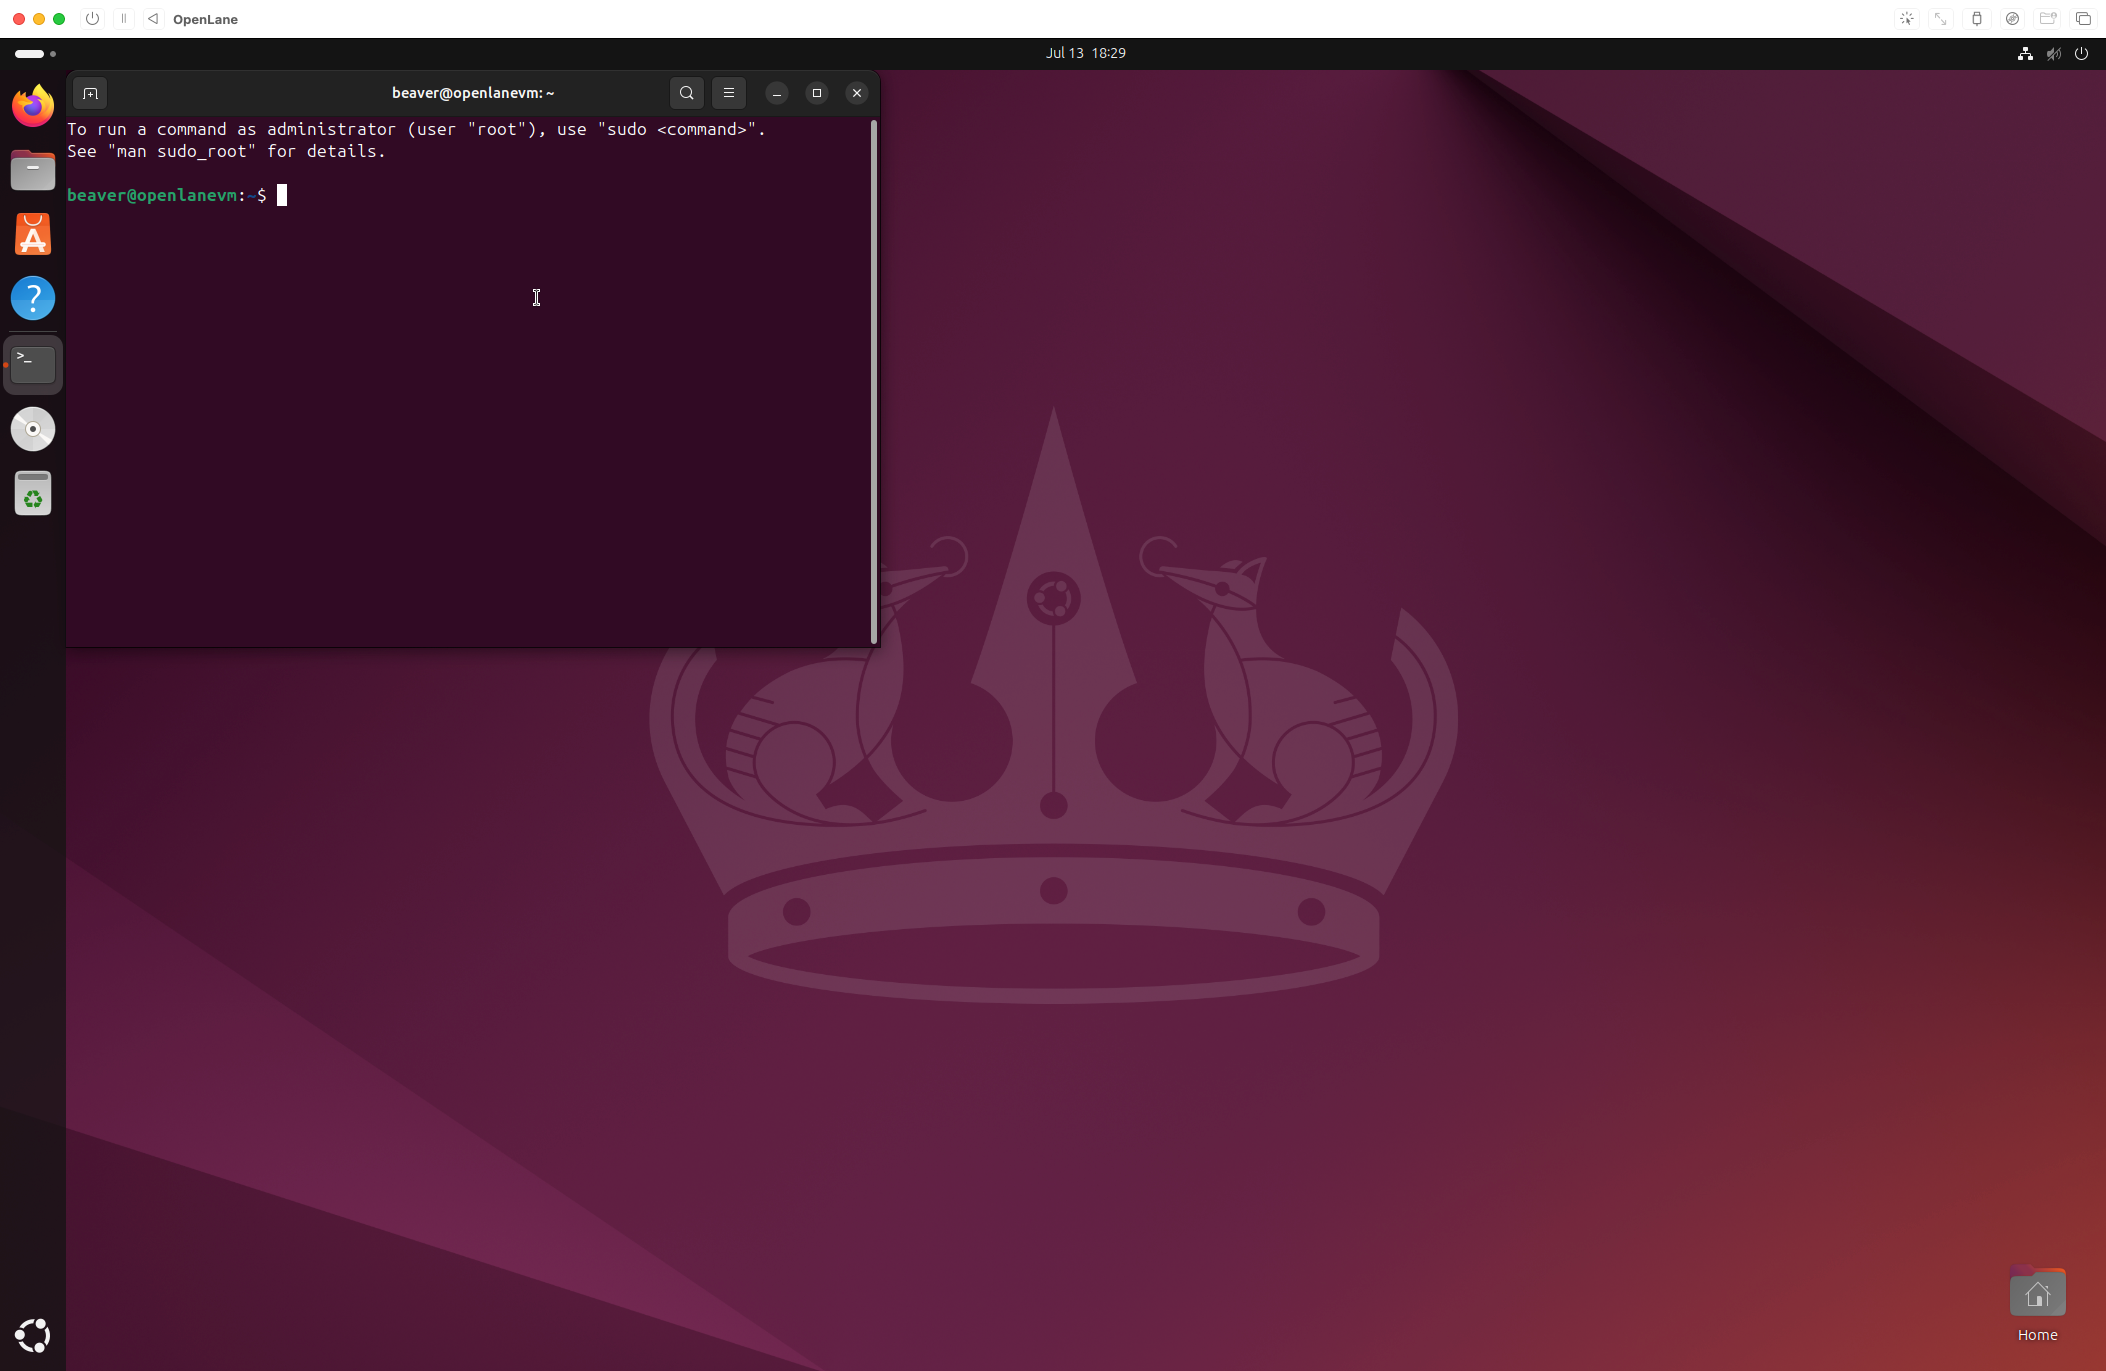 OpenLane
Jul 13 18:29
beaver@openlanevm: ~
To run a command as administrator (user "root"), use "sudo <command>".
See "man sudo_root" for details.
beaver@openlanevm:~$
Home